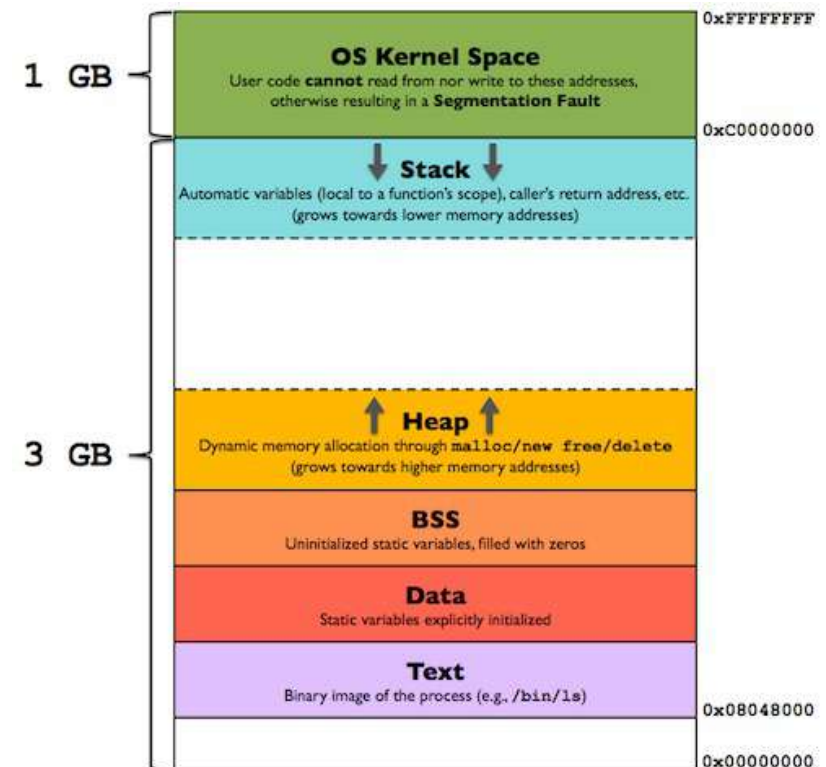 0xFFFFFFFF
1 GB
OS Kernel Space
User code cannot read from nor write to these addresses,
otherwise resulting in a Segmentation Fault
0xC0000000
Stack
Automatic variables (local to a function's scope), caller's return address, etc.
(grows towards lower memory addresses)
3 GB
Heap
Dynamic memory allocation through malloc/new free/delete
(grows towards higher memory addresses)
BSS
Uninitialized static variables, filled with zeros
Data
Static variables explicitly initialized
Text
Binary image of the process (e.g., /bin/ls)
0x08048000
0x00000000